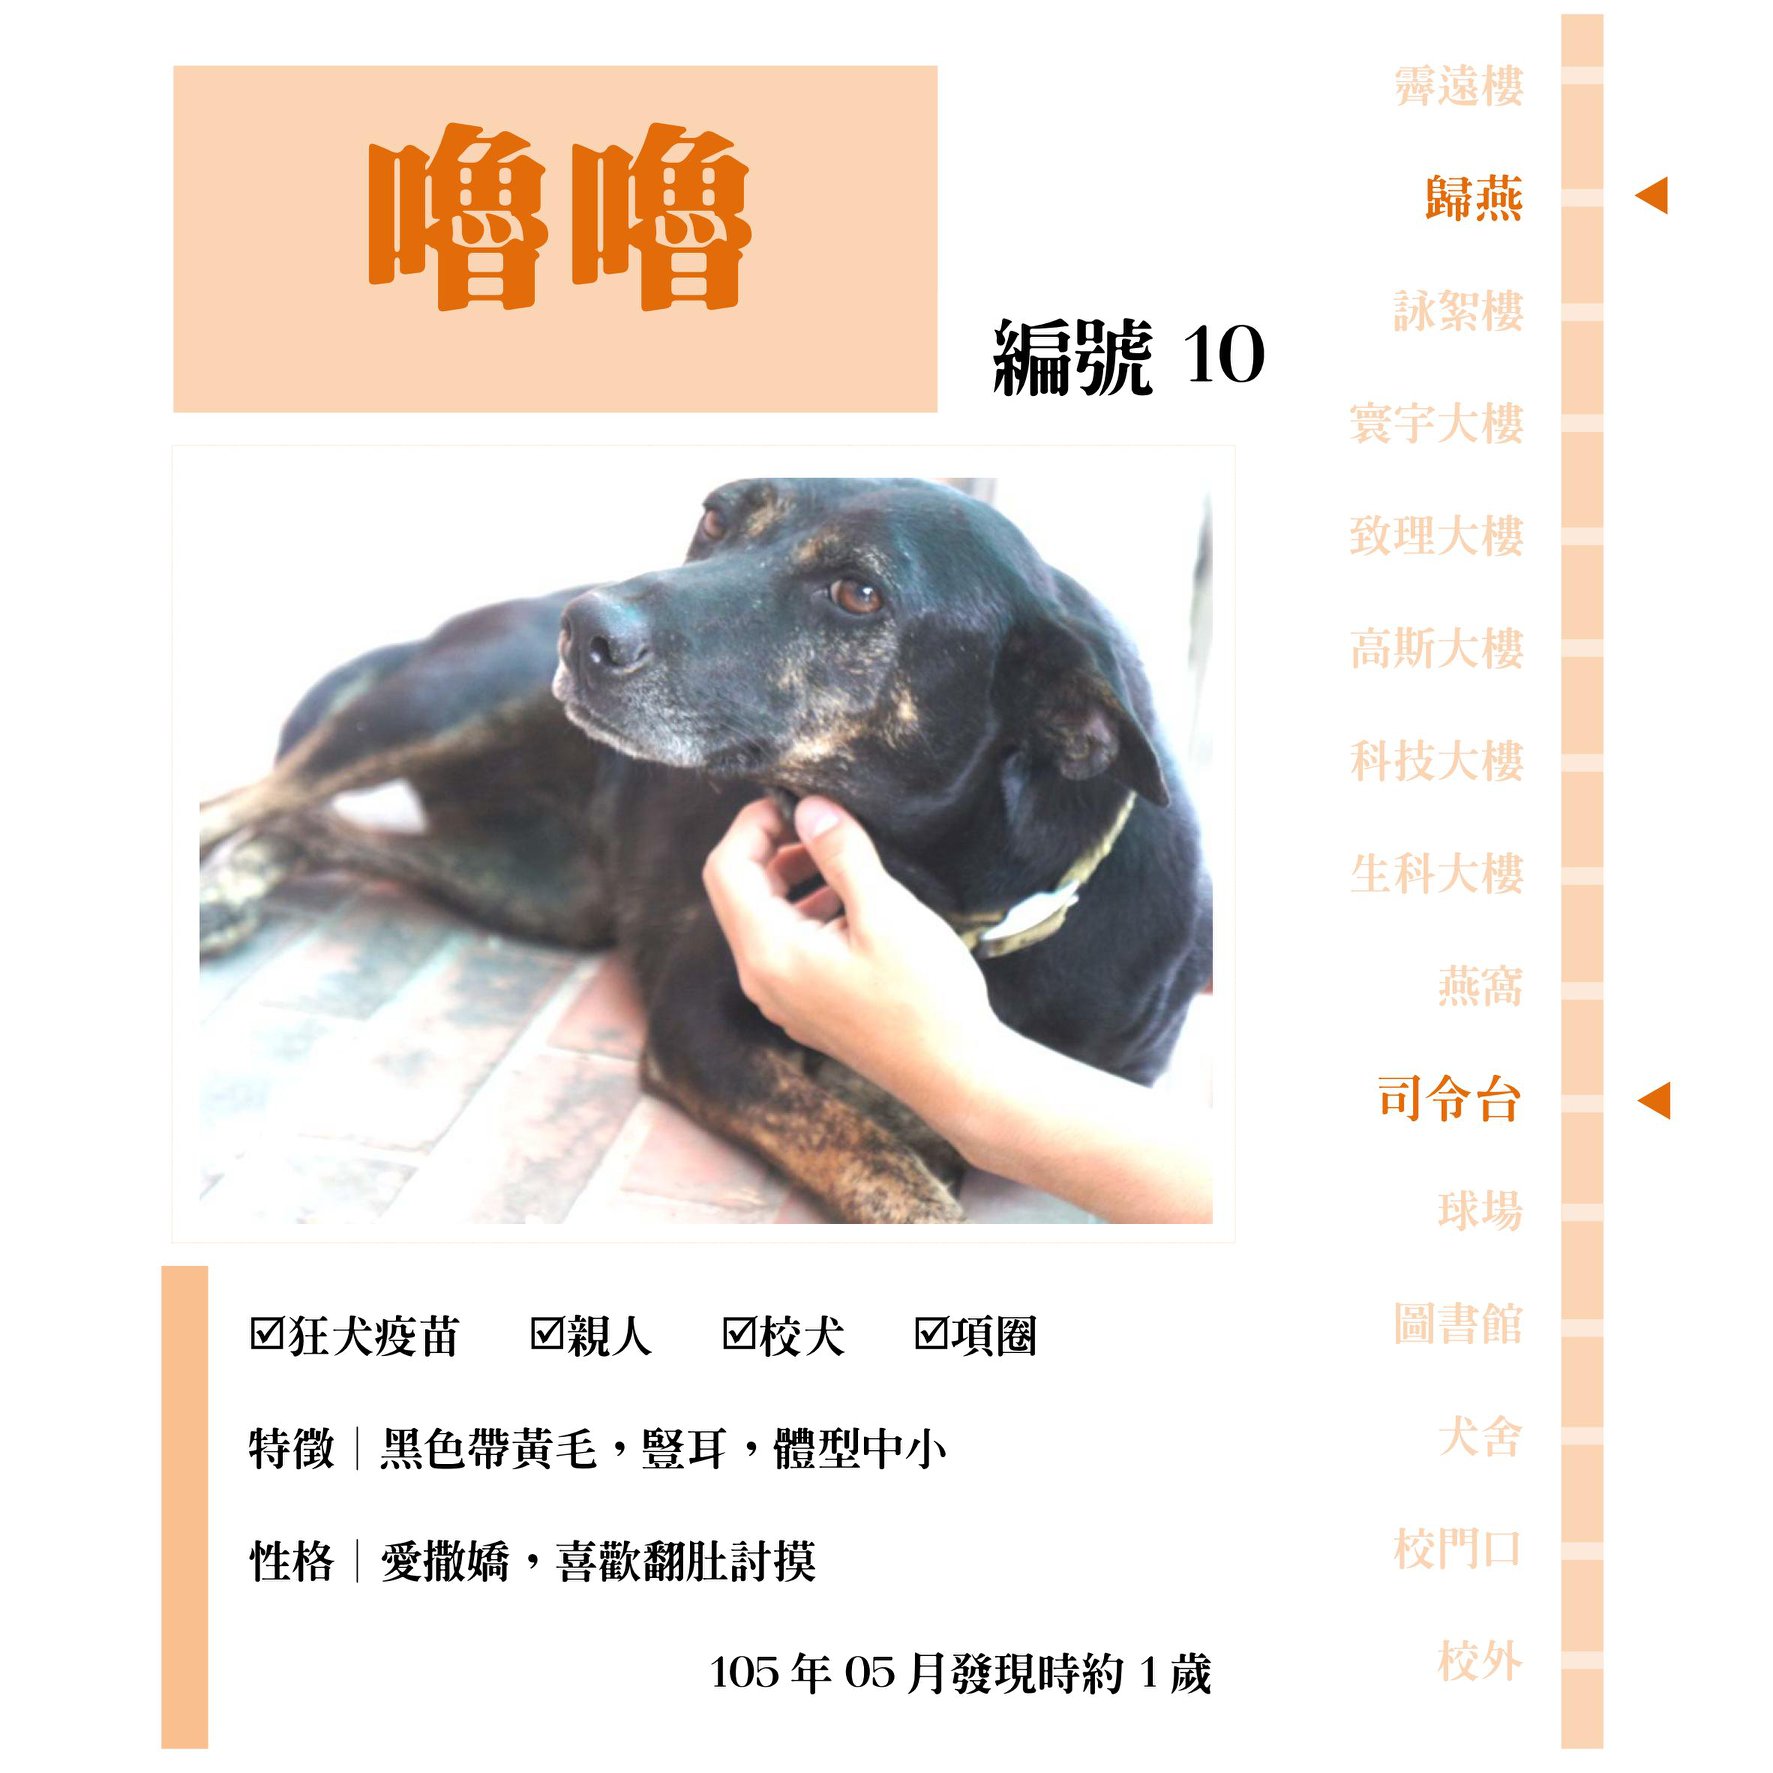 嚕嚕
編號 10
霽遠樓
歸燕
詠絮樓
寰宇大樓
致理大樓
高斯大樓
科技大樓
生科大樓
燕窩
司令台
球場
圖書館
犬舍
校門口
校外
☑狂犬疫苗 ☑親人 ☑校犬 ☑項圈
特徵｜黑色帶黃毛，豎耳，體型中小
性格｜愛撒嬌，喜歡翻肚討摸
105 年 05 月發現時約 1 歲